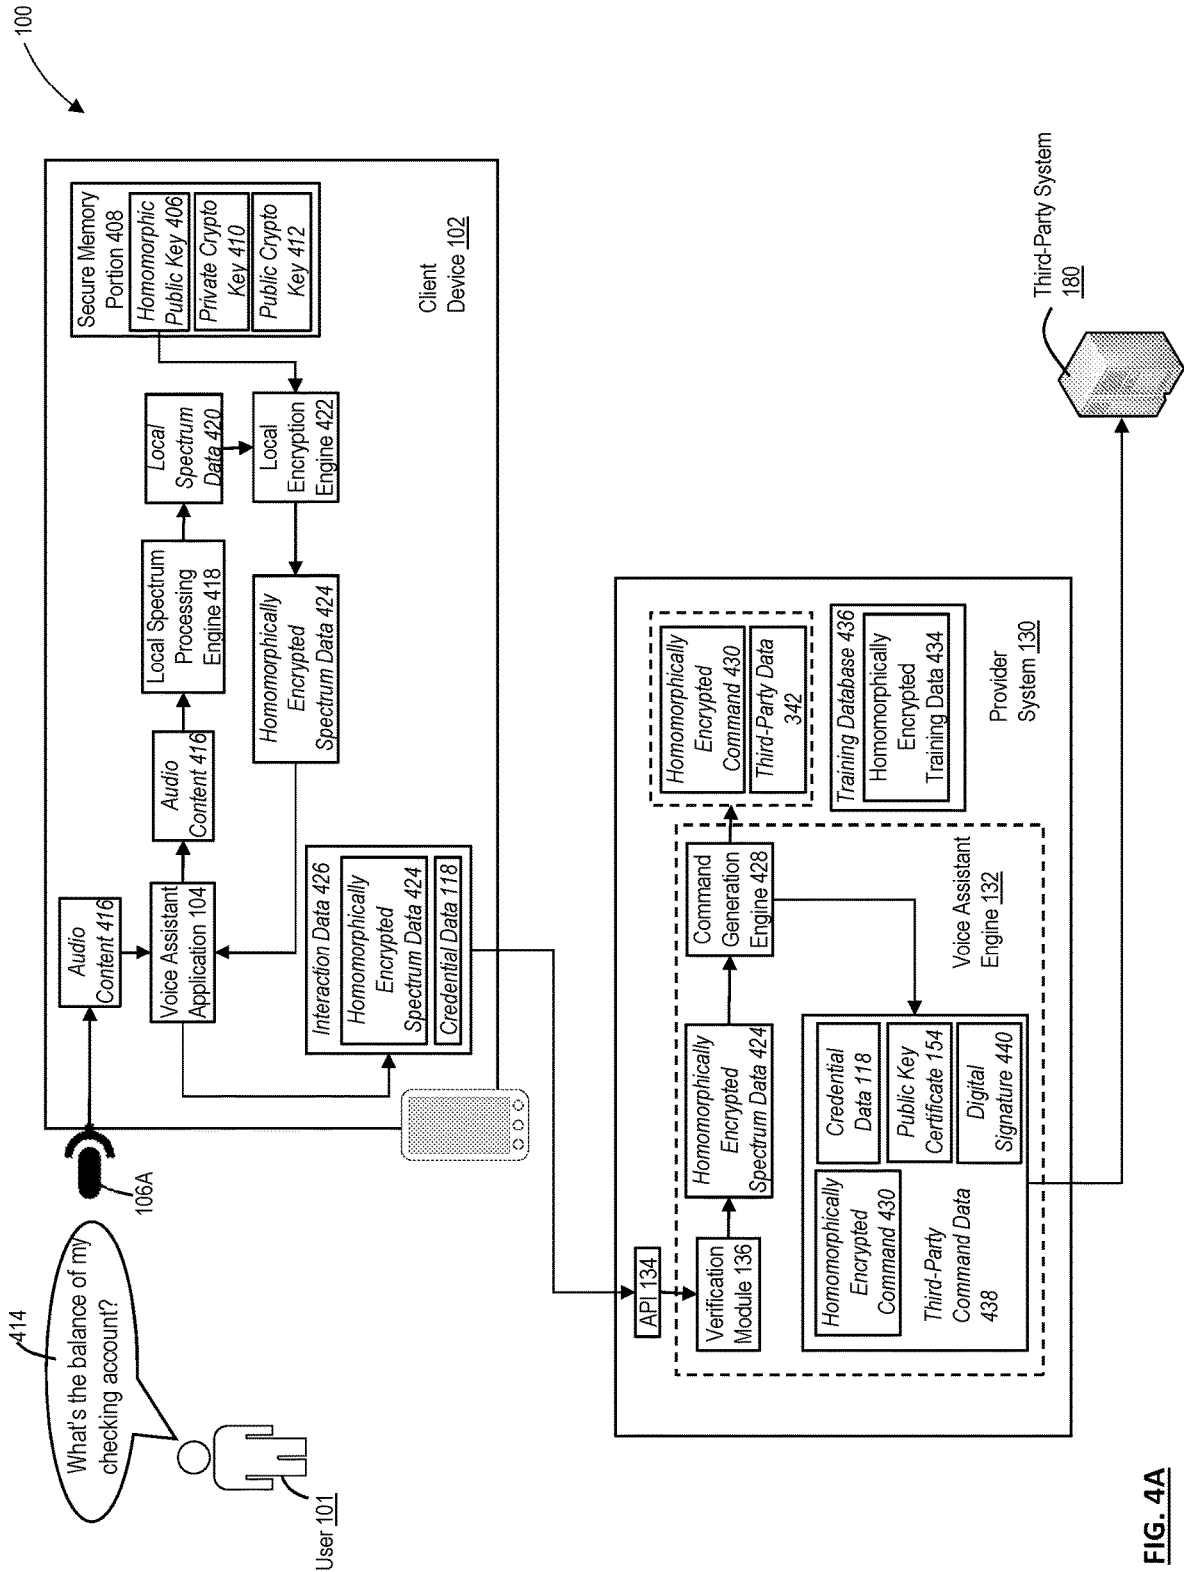 100
414
What's the balance of my
checking account?
User 101
106A
Audio
Content 416
Voice Assistant
Application 104
Audio
Content 416
Local Spectrum
Processing
Engine 418
Local
Spectrum
Data 420
Local
Encryption
Engine 422
Homomorphically
Encrypted
Spectrum Data 424
Secure Memory
Portion 408
Homomorphic
Public Key 406
Private Crypto
Key 410
Public Crypto
Key 412
Interaction Data 426
Homomorphically
Encrypted
Spectrum Data 424
Credential Data 118
Client
Device 102
API 134
Verification
Module 136
Homomorphically
Encrypted
Spectrum Data 424
Command
Generation
Engine 428
Homomorphically
Encrypted
Command 430
Third-Party Data
342
Training Database 436
Homomorphically
Encrypted
Training Data 434
Homomorphically
Encrypted
Command 430
Third-Party
Command Data
438
Credential
Data 118
Public Key
Certificate 154
Digital
Signature 440
Voice Assistant
Engine 132
Provider
System 130
Third-Party System
180
FIG. 4A